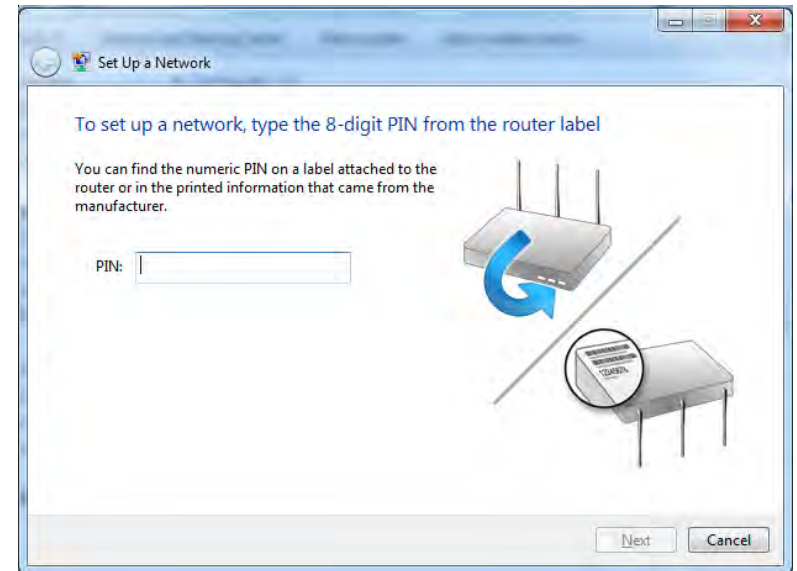 Set Up a Network
To set up a network, type the 8-digit PIN from the router label
You can find the numeric PIN on a label attached to the
router or in the printed information that came from the
manufacturer.
PIN:
Next
Cancel